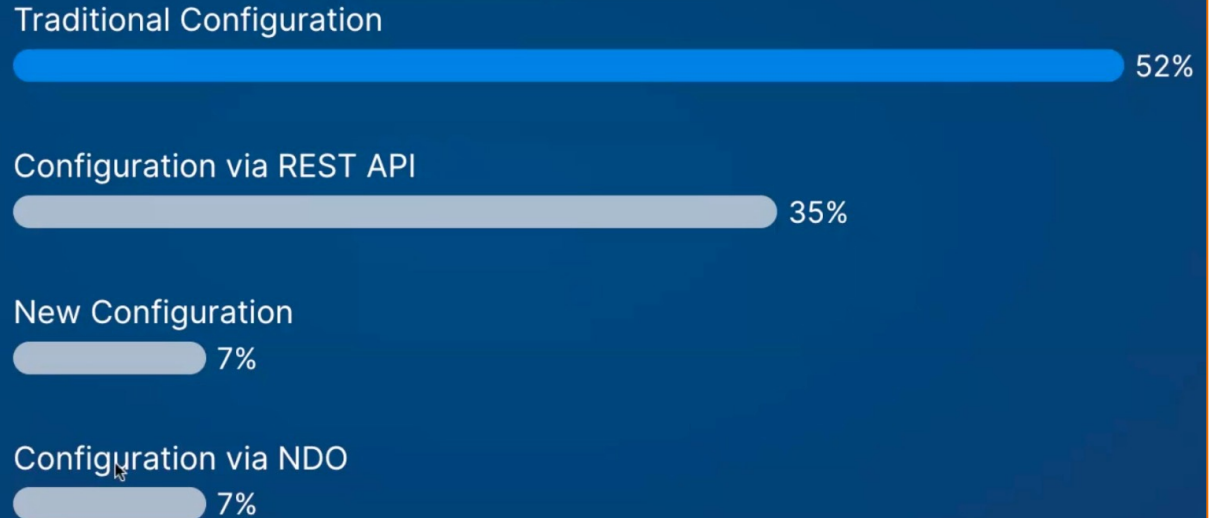 Traditional Configuration
52%
Configuration via REST API
35%
New Configuration
7%
Configuration via NDO
7%